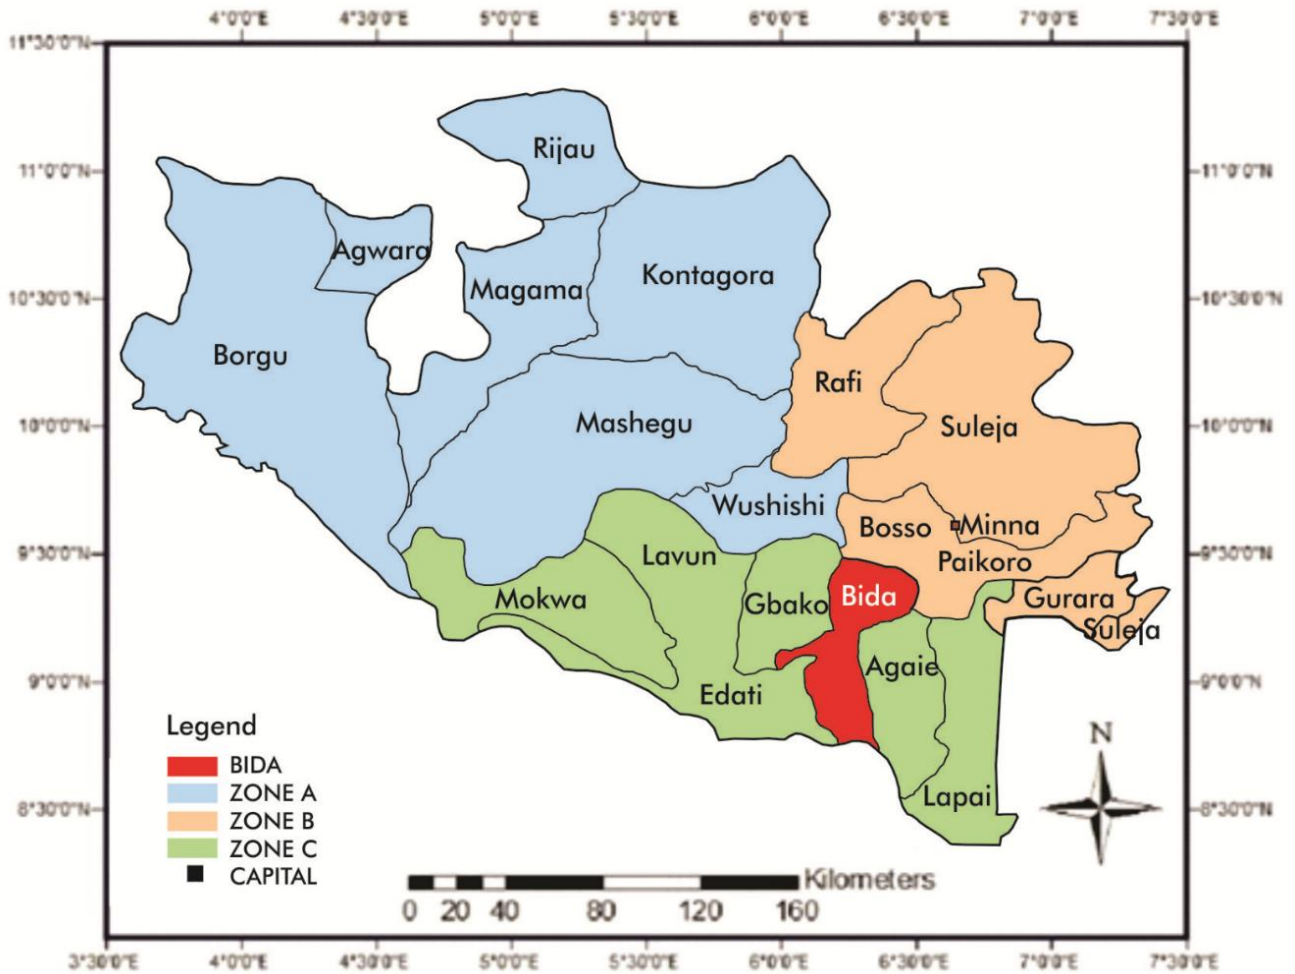 4°0'0"E 4°30'0"E 5°0'0"E 5°30'0"E 6°0'0"E 6°30'0"E 7°0'0"E 7°30'0"E
11°30'0"N
11°0'0"N 11°0'0"N
10°30'0"N 10°30'0"N
10°0'0"N 10°0'0"N
9°30'0"N 9°30'0"N
9°0'0"N 9°0'0"N
8°30'0"N 8°30'0"N
Rijau
Agwara
Magama
Kontagora
Borgu
Rafi
Mashegu
Suleja
Wushishi
Bosso
Minna
Lavun
Paikoro
Mokwa
Gbako
Bida
Gurara
Suleja
Agaie
Edati
Lapai
N
Legend
BIDA
ZONE A
ZONE B
ZONE C
CAPITAL
Kilometers
0 20 40 80 120 160
3°30'0"E 4°0'0"E 4°30'0"E 5°0'0"E 5°30'0"E 6°0'0"E 6°30'0"E 7°0'0"E 7°30'0"E